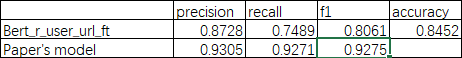 precision recall f1 accuracy
Bert_r_user_url_ft 0.8728 0.7489 0.8061 0.8452
Paper's model 0.9305 0.9271 0.9275